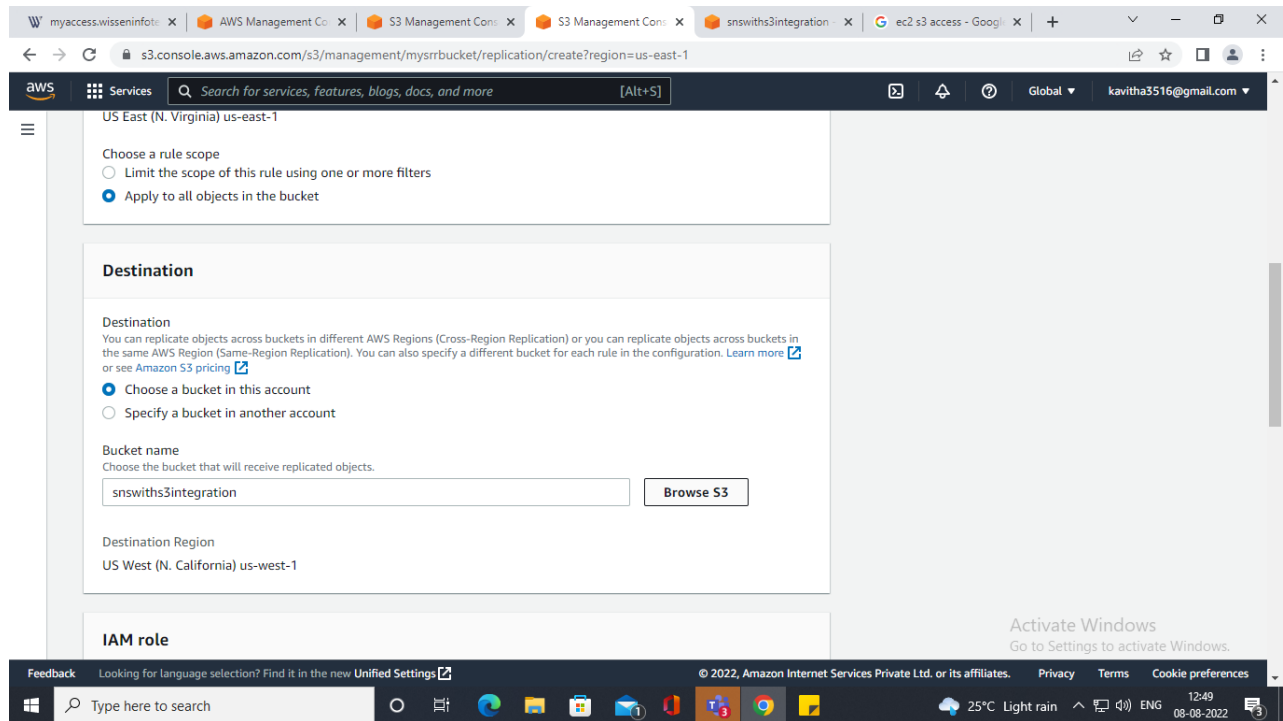 myaccess.wisseninfote
AWS Management Co
S3 Management Cons
S3 Management Cons
snswiths3integration -
ec2 s3 access - Googl
s3.console.aws.amazon.com/s3/management/mysrrbucket/replication/create?region=us-east-1
aws
Services
Search for services, features, blogs, docs, and more
[Alt+S]
Global
kavitha3516@gmail.com
US East (N. Virginia) us-east-1
Choose a rule scope
Limit the scope of this rule using one or more filters
Apply to all objects in the bucket
Destination
Destination
You can replicate objects across buckets in different AWS Regions (Cross-Region Replication) or you can replicate objects across buckets in
the same AWS Region (Same-Region Replication). You can also specify a different bucket for each rule in the configuration. Learn more
or see Amazon S3 pricing
Choose a bucket in this account
Specify a bucket in another account
Bucket name
Choose the bucket that will receive replicated objects.
snswiths3integration
Browse S3
Destination Region
US West (N. California) us-west-1
IAM role
Activate Windows
Go to Settings to activate Windows.
Feedback
Looking for language selection? Find it in the new Unified Settings
© 2022, Amazon Internet Services Private Ltd. or its affiliates.
Privacy
Terms
Cookie preferences
Type here to search
1
3
25°C Light rain
ENG
12:49
08-08-2022
3